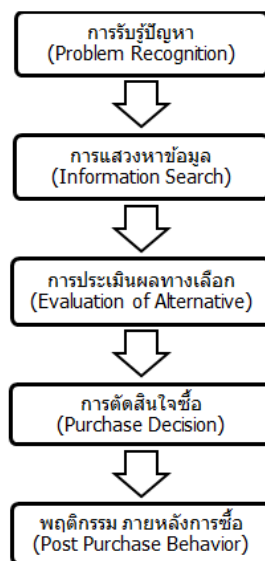 การรับรู้ปัญหา
(Problem Recognition)
การแสวงหาข้อมูล
(Information Search)
การประเมินผลทางเลือก
(Evaluation of Alternative)
การตัดสินใจซื้อ
(Purchase Decision)
พฤติกรรม ภายหลังการซื้อ
(Post Purchase Behavior)